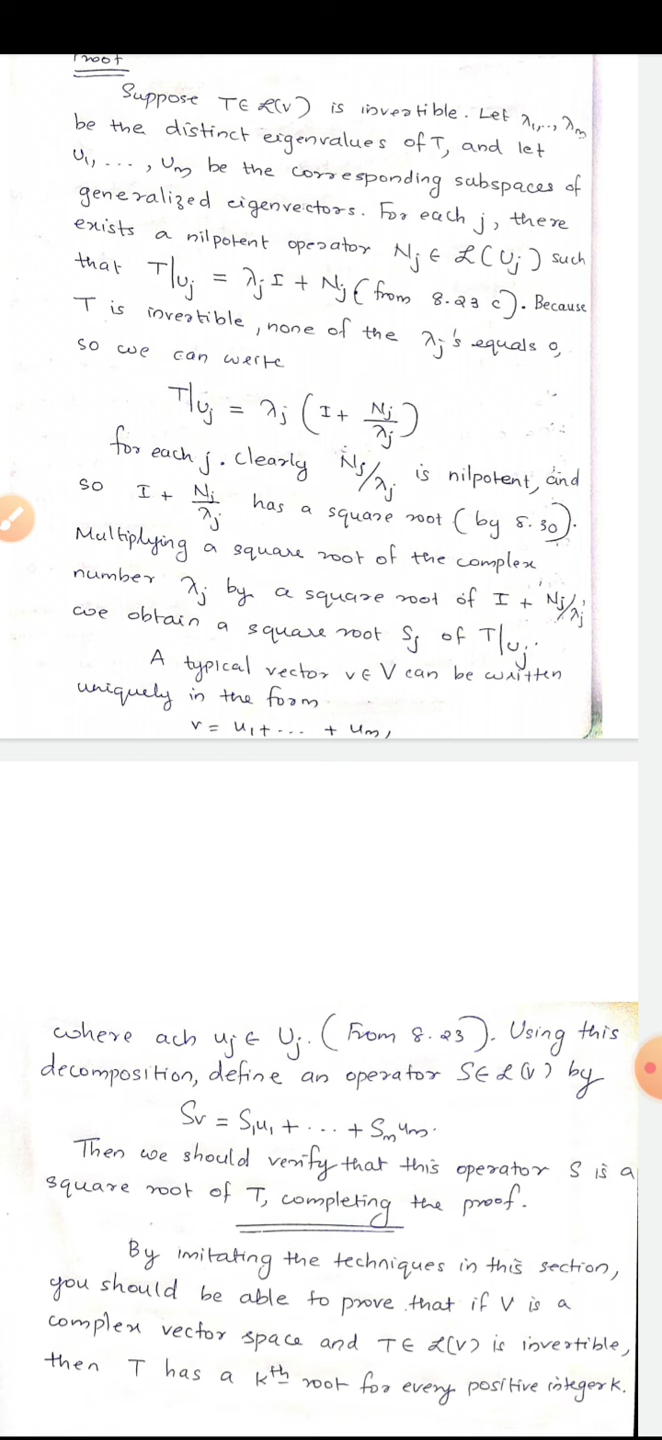 Proof
Suppose T∈ L(V) is invertible. Let λ1,..., λm
be the distinct eigenvalues of T, and let
U1, ..., Um be the corresponding subspaces of
generalized eigenvectors. For each j, there
exists a nilpotent operator Nj ∈ L(Uj) such
that T|Uj = λjI + Nj (from 8.23 c). Because
T is invertible, none of the λj's equals 0,
so we can write
T|Uj = λj (I + Nj/λj)
for each j. Clearly Nj/λj is nilpotent, and
so I + Nj/λj has a square root (by 8.30).
Multiplying a square root of the complex
number λj by a square root of I + Nj/λj,
we obtain a square root Sj of T|Uj.
A typical vector v∈V can be written
uniquely in the form
v = u1 + ... + um,
where ach uj ∈ Uj. (From 8.23). Using this
decomposition, define an operator S∈L(V) by
Sv = S1u1 + ... + Smum.
Then we should verify that this operator S is a
square root of T, completing the proof.
By imitating the techniques in this section,
you should be able to prove that if V is a
complex vector space and T∈ L(V) is invertible,
then T has a kth root for every positive integer k.